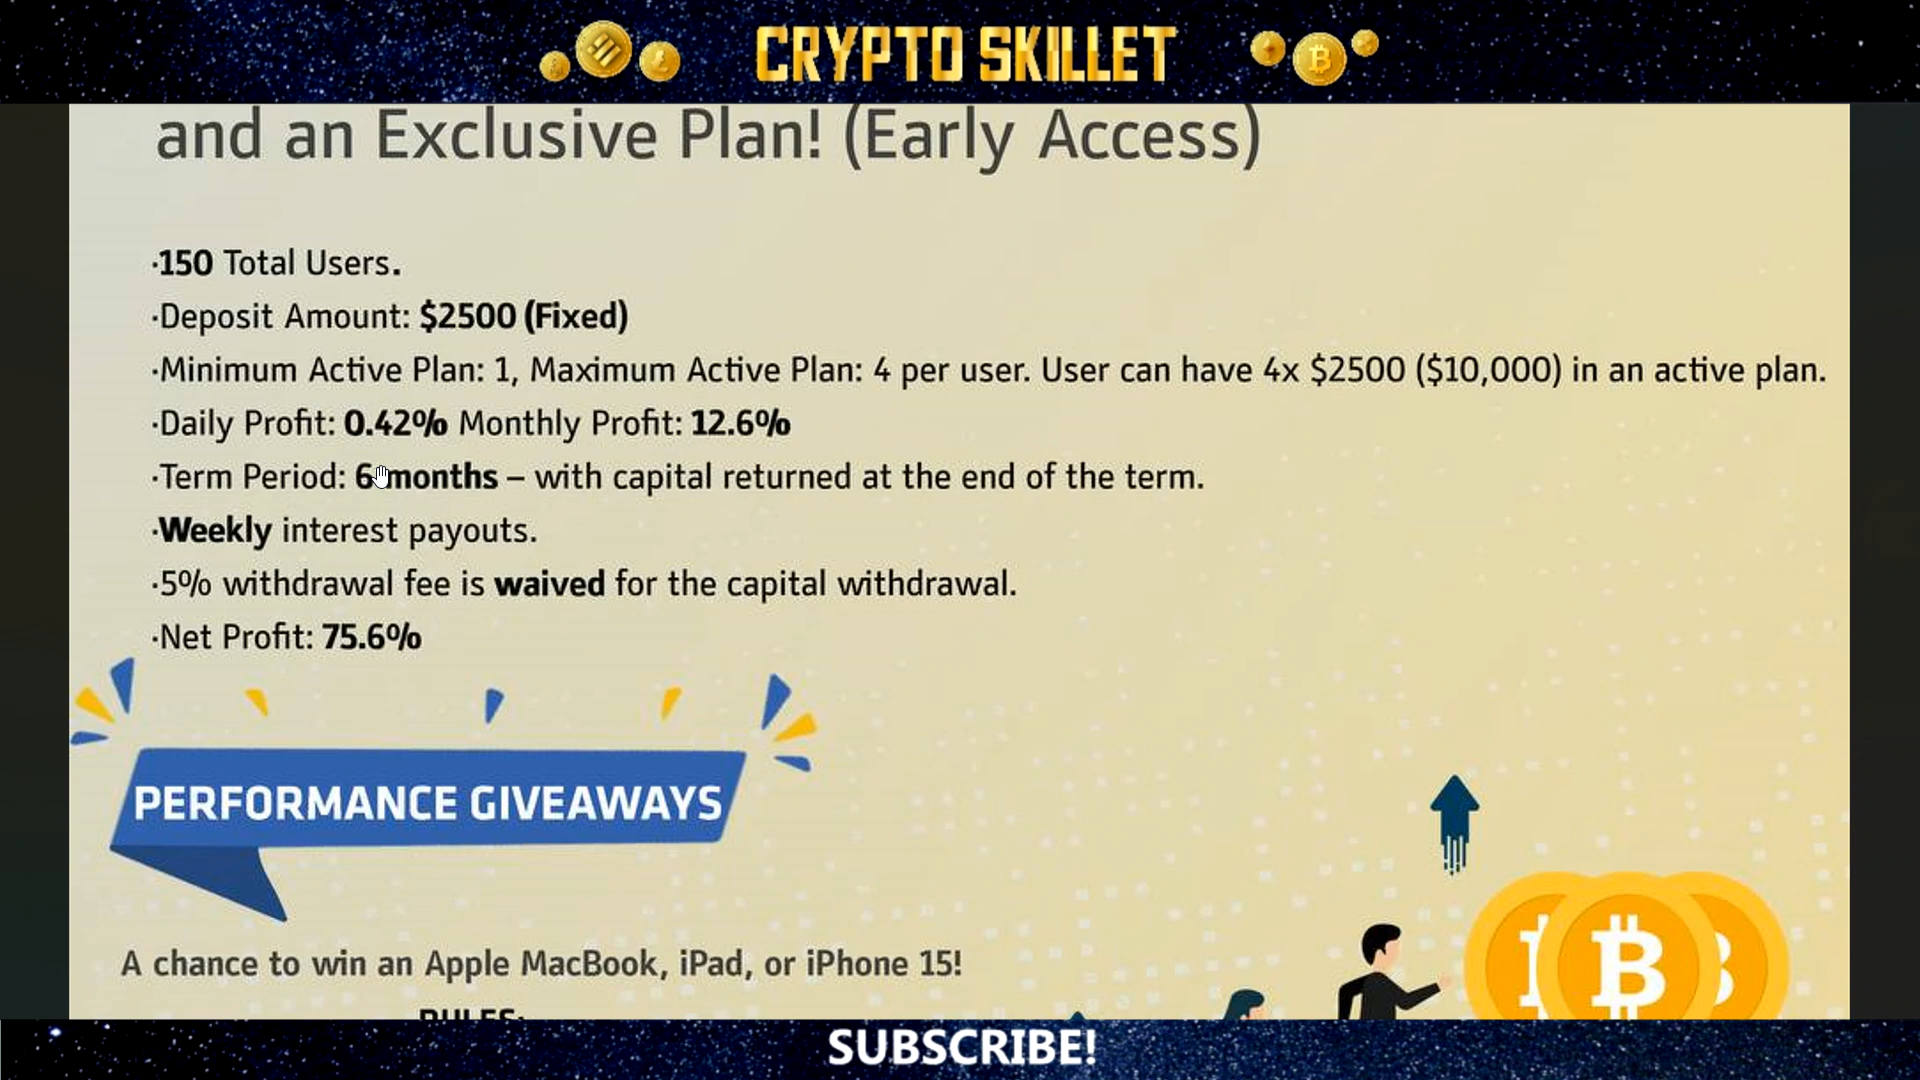 CRYPTO SKILLET
and an Exclusive Plan! (Early Access)
·150 Total Users.
·Deposit Amount: $2500 (Fixed)
·Minimum Active Plan: 1, Maximum Active Plan: 4 per user. User can have 4x $2500 ($10,000) in an active plan.
·Daily Profit: 0.42% Monthly Profit: 12.6%
·Term Period: 6 months – with capital returned at the end of the term.
·Weekly interest payouts.
·5% withdrawal fee is waived for the capital withdrawal.
·Net Profit: 75.6%
PERFORMANCE GIVEAWAYS
A chance to win an Apple MacBook, iPad, or iPhone 15!
RULES:
SUBSCRIBE!